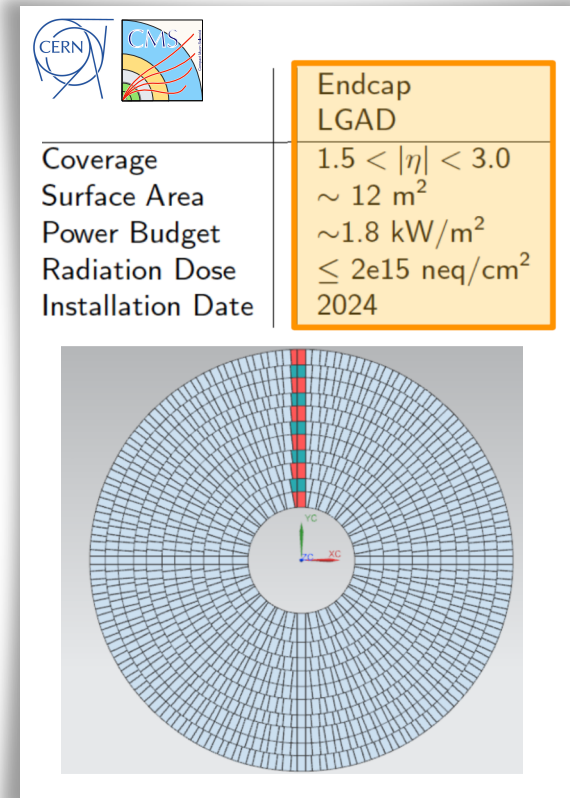 CERN
CMS
Endcap
LGAD
Coverage 1.5 < |η| < 3.0
Surface Area ~ 12 m²
Power Budget ~1.8 kW/m²
Radiation Dose ≤ 2e15 neq/cm²
Installation Date 2024
YC
ZC XC